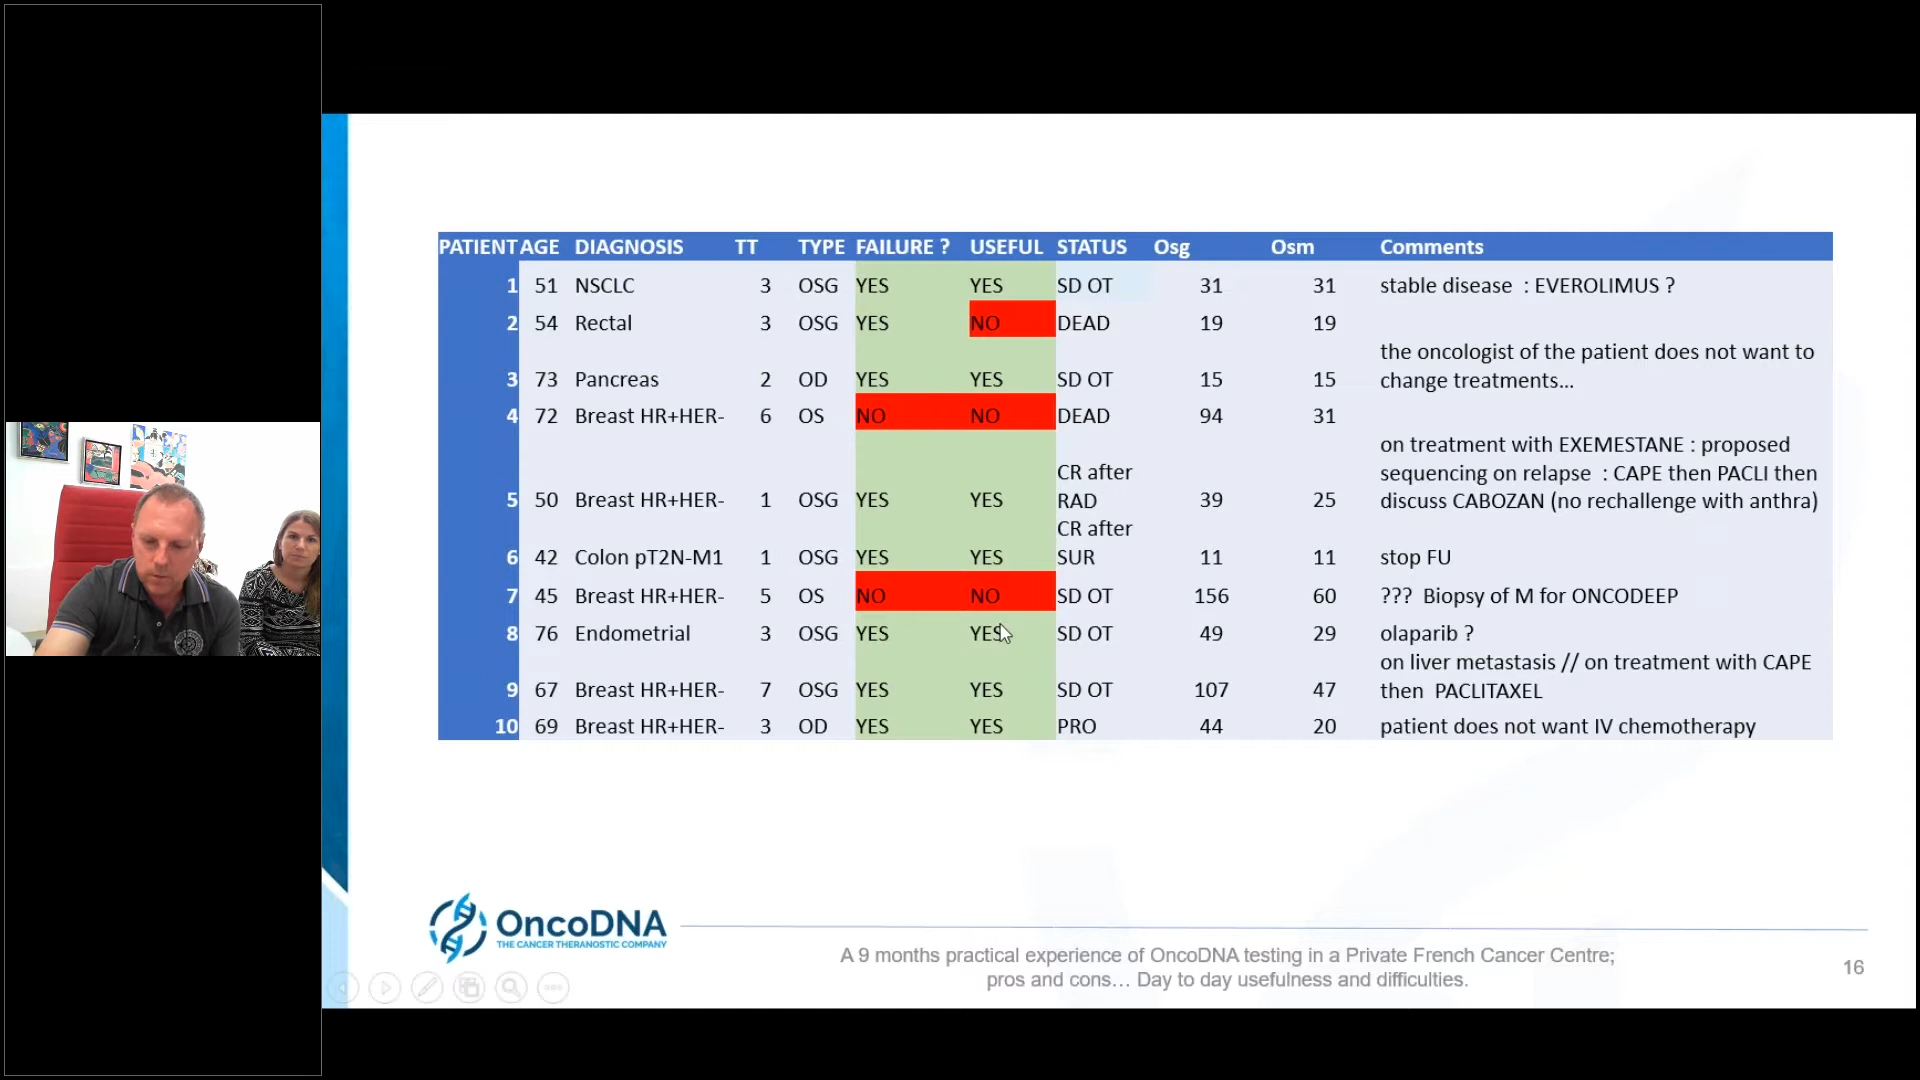 PATIENT AGE DIAGNOSIS TT TYPE FAILURE ? USEFUL STATUS Osg Osm Comments
1 51 NSCLC 3 OSG YES YES SD OT 31 31 stable disease : EVEROLIMUS ?
2 54 Rectal 3 OSG YES NO DEAD 19 19
the oncologist of the patient does not want to
3 73 Pancreas 2 OD YES YES SD OT 15 15 change treatments...
4 72 Breast HR+HER- 6 OS NO NO DEAD 94 31
on treatment with EXEMESTANE : proposed
CR after sequencing on relapse : CAPE then PACLI then
5 50 Breast HR+HER- 1 OSG YES YES RAD 39 25 discuss CABOZAN (no rechallenge with anthra)
CR after
6 42 Colon pT2N-M1 1 OSG YES YES SUR 11 11 stop FU
7 45 Breast HR+HER- 5 OS NO NO SD OT 156 60 ??? Biopsy of M for ONCODEEP
8 76 Endometrial 3 OSG YES YES SD OT 49 29 olaparib ?
on liver metastasis // on treatment with CAPE
9 67 Breast HR+HER- 7 OSG YES YES SD OT 107 47 then PACLITAXEL
10 69 Breast HR+HER- 3 OD YES YES PRO 44 20 patient does not want IV chemotherapy
OncoDNA
THE CANCER THERANOSTIC COMPANY
A 9 months practical experience of OncoDNA testing in a Private French Cancer Centre;
pros and cons... Day to day usefulness and difficulties.
16